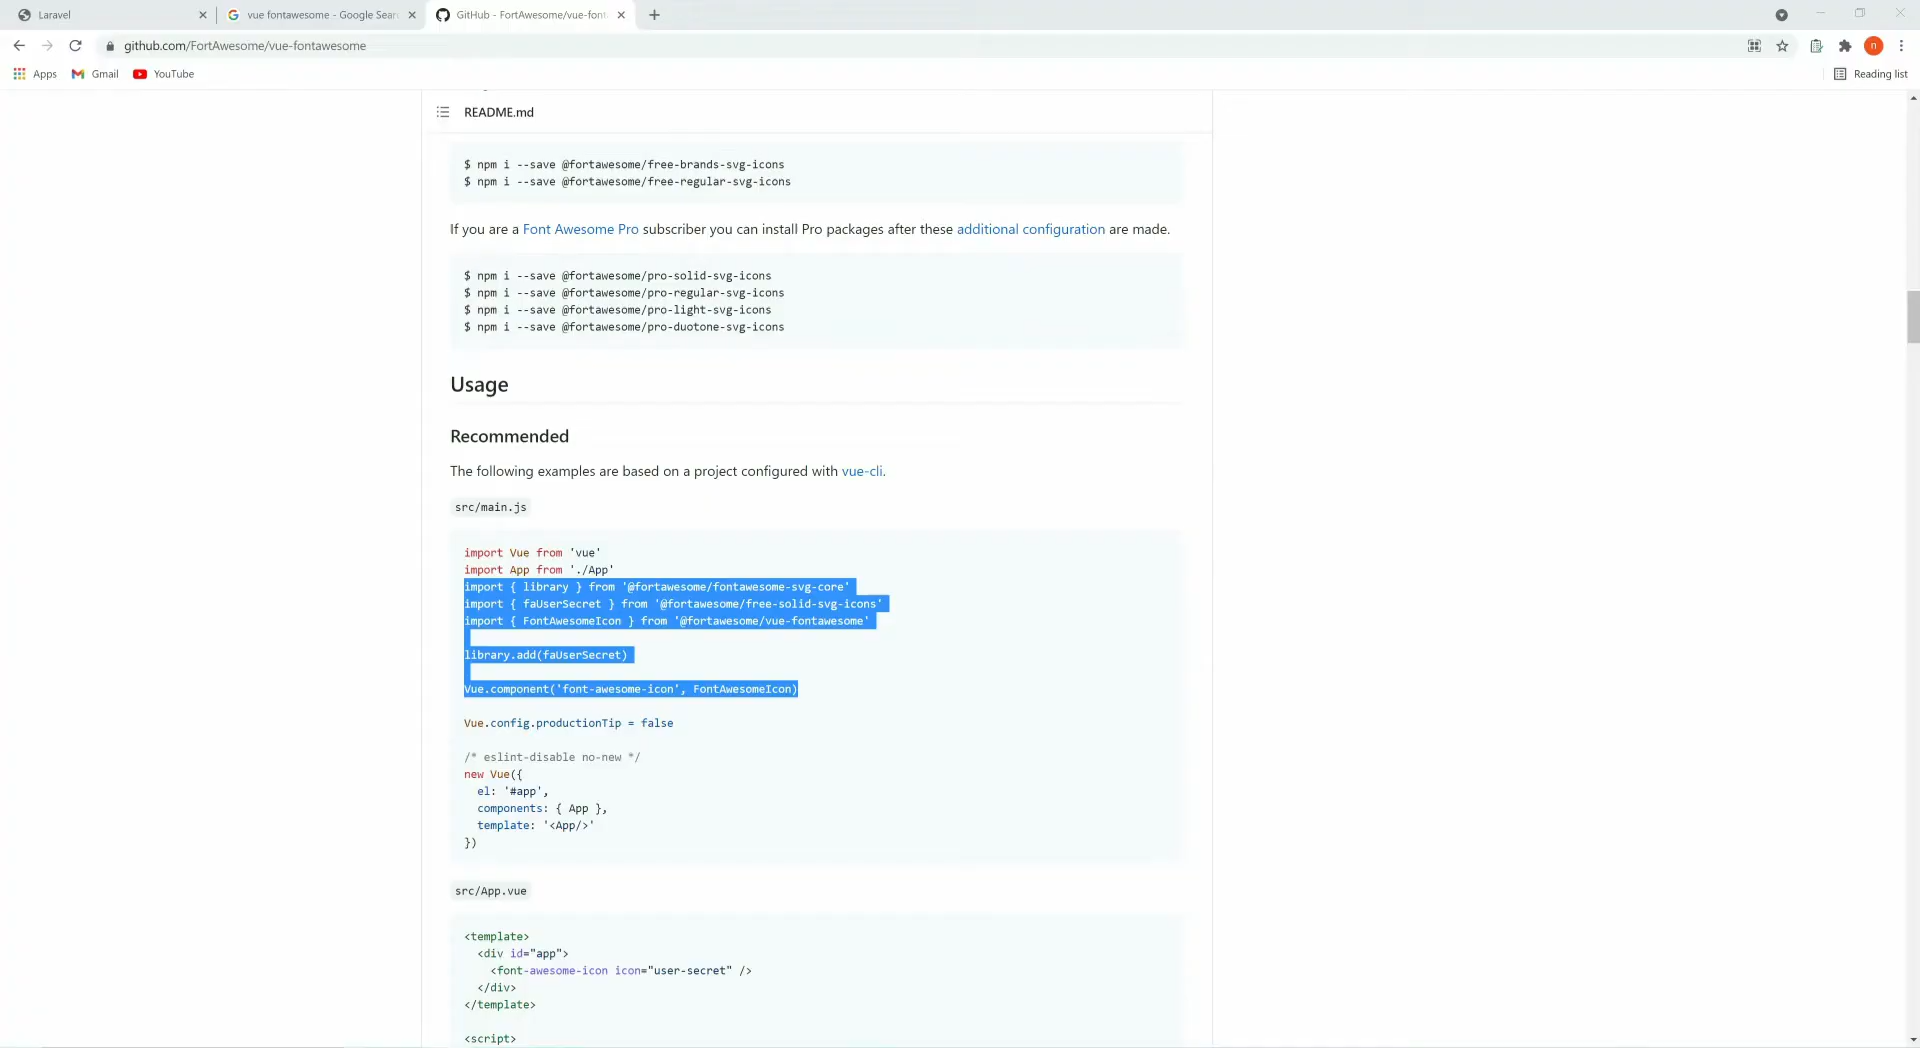 Laravel
vue fontawesome - Google Sear
GitHub - FortAwesome/vue-font
github.com/FortAwesome/vue-fontawesome
n
Apps
Gmail
YouTube
Reading list
README.md
$ npm i --save @fortawesome/free-brands-svg-icons
$ npm i --save @fortawesome/free-regular-svg-icons
If you are a Font Awesome Pro subscriber you can install Pro packages after these additional configuration are made.
$ npm i --save @fortawesome/pro-solid-svg-icons
$ npm i --save @fortawesome/pro-regular-svg-icons
$ npm i --save @fortawesome/pro-light-svg-icons
$ npm i --save @fortawesome/pro-duotone-svg-icons
Usage
Recommended
The following examples are based on a project configured with vue-cli.
src/main.js
import Vue from 'vue'
import App from './App'
import { library } from '@fortawesome/fontawesome-svg-core'
import { faUserSecret } from '@fortawesome/free-solid-svg-icons'
import { FontAwesomeIcon } from '@fortawesome/vue-fontawesome'
library.add(faUserSecret)
Vue.component('font-awesome-icon', FontAwesomeIcon)
Vue.config.productionTip = false
/* eslint-disable no-new */
new Vue({
el: '#app',
components: { App },
template: '<App/>'
})
src/App.vue
<template>
<div id="app">
<font-awesome-icon icon="user-secret" />
</div>
</template>
<script>